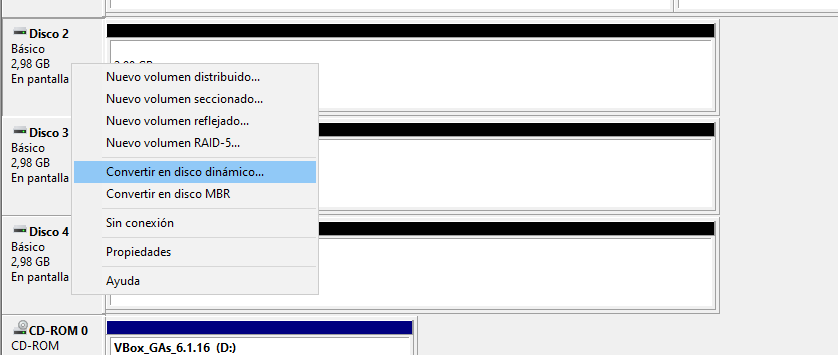 Disco 2
Básico
2,98 GB
En pantalla
Nuevo volumen distribuido...
Nuevo volumen seccionado...
Nuevo volumen reflejado...
Nuevo volumen RAID-5...
Convertir en disco dinámico...
Convertir en disco MBR
Sin conexión
Propiedades
Ayuda
Disco 3
Básico
2,98 GB
En pantalla
Disco 4
Básico
2,98 GB
En pantalla
CD-ROM 0
CD-ROM
VBox_GAs_6.1.16 (D:)